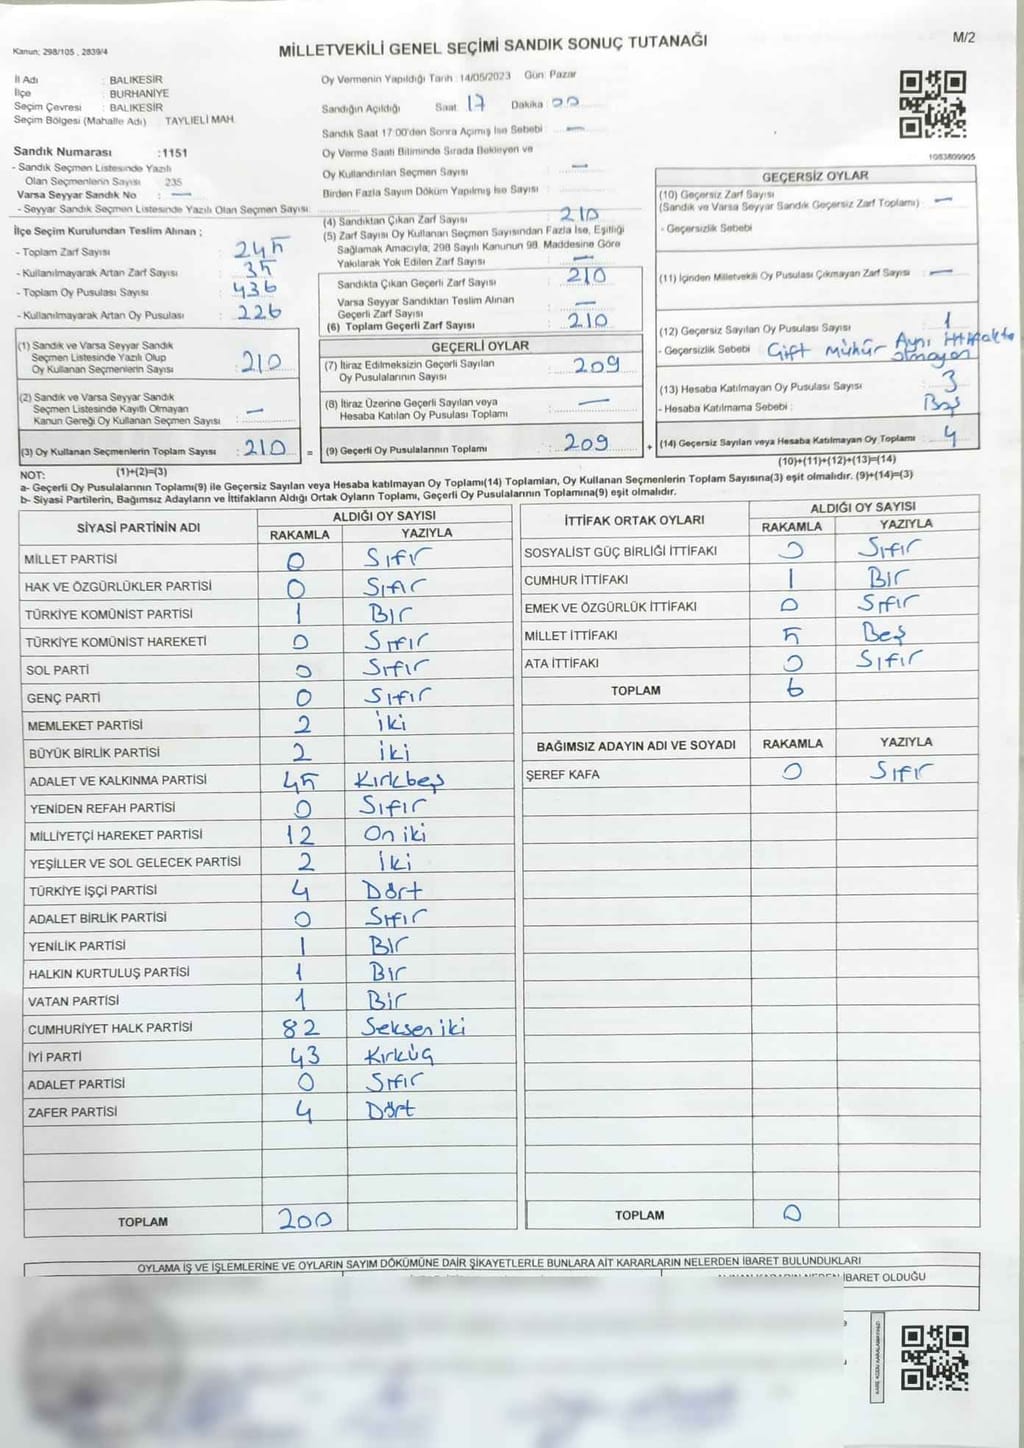 Kanun; 298/105 , 2839/4
MİLLETVEKİLİ GENEL SEÇİMİ SANDIK SONUÇ TUTANAĞI
M/2
İl Adı : BALIKESİR
İlçe : BURHANİYE
Seçim Çevresi : BALIKESİR
Seçim Bölgesi (Mahalle Adı) TAYLIELİ MAH.
Sandık Numarası :1151
- Sandık Seçmen Listesinde Yazılı
Olan Seçmenlerin Sayısı 235
Varsa Seyyar Sandık No : —
- Seyyar Sandık Seçmen Listesinde Yazılı Olan Seçmen Sayısı:
Oy Vermenin Yapıldığı Tarih :14/05/2023 Gün: Pazar
Sandığın Açıldığı Saat: 17 Dakika: 00
Sandık Saat 17:00'den Sonra Açımış İse Sebebi : —
Oy Verme Saati Bitiminde Sırada Bekleyen ve
Oy Kullandırılan Seçmen Sayısı : —
Birden Fazla Sayım Döküm Yapılmış İse Sayısı :
1083809905
İlçe Seçim Kurulundan Teslim Alınan ;
- Toplam Zarf Sayısı : 245
- Kullanılmayarak Artan Zarf Sayısı : 35
- Toplam Oy Pusulası Sayısı : 436
- Kullanılmayarak Artan Oy Pusulası : 226
(1) Sandık ve Varsa Seyyar Sandık
Seçmen Listesinde Yazılı Olup
Oy Kullanan Seçmenlerin Sayısı : 210
(2) Sandık ve Varsa Seyyar Sandık
Seçmen Listesinde Kayıtlı Olmayan
Kanun Gereği Oy Kullanan Seçmen Sayısı : —
(3) Oy Kullanan Seçmenlerin Toplam Sayısı : 210 =
(1)+(2)=(3)
(4) Sandıktan Çıkan Zarf Sayısı : 210
(5) Zarf Sayısı Oy Kullanan Seçmen Sayısından Fazla İse, Eşitliği
Sağlamak Amacıyla; 298 Sayılı Kanunun 98. Maddesine Göre
Yakılarak Yok Edilen Zarf Sayısı : —
Sandıkta Çıkan Geçerli Zarf Sayısı : 210
Varsa Seyyar Sandıktan Teslim Alınan
Geçerli Zarf Sayısı : —
(6) Toplam Geçerli Zarf Sayısı : 210
GEÇERLİ OYLAR
(7) İtiraz Edilmeksizin Geçerli Sayılan
Oy Pusulalarının Sayısı : 209
(8) İtiraz Üzerine Geçerli Sayılan veya
Hesaba Katılan Oy Pusulası Toplamı : —
(9) Geçerli Oy Pusulalarının Toplamı : 209 +
GEÇERSİZ OYLAR
(10) Geçersiz Zarf Sayısı
(Sandık ve Varsa Seyyar Sandık Geçersiz Zarf Toplamı) : —
- Geçersizlik Sebebi
(11) İçinden Milletvekili Oy Pusulası Çıkmayan Zarf Sayısı : —
(12) Geçersiz Sayılan Oy Pusulası Sayısı : 1
- Geçersizlik Sebebi : Çift Mühür Aynı ittifakta
olmayan
(13) Hesaba Katılmayan Oy Pusulası Sayısı : 3
- Hesaba Katılmama Sebebi : Boş
(14) Geçersiz Sayılan veya Hesaba Katılmayan Oy Toplamı : 4
(10)+(11)+(12)+(13)=(14)
NOT:
a- Geçerli Oy Pusulalarının Toplamı(9) ile Geçersiz Sayılan veya Hesaba katılmayan Oy Toplamı(14) Toplamları, Oy Kullanan Seçmenlerin Toplam Sayısına(3) eşit olmalıdır. (9)+(14)=(3)
b- Siyasi Partilerin, Bağımsız Adayların ve İttifakların Aldığı Ortak Oyların Toplamı, Geçerli Oy Pusulalarının Toplamına(9) eşit olmalıdır.
SİYASİ PARTİNİN ADI
ALDIĞI OY SAYISI
RAKAMLA YAZIYLA
MİLLET PARTİSİ 0 Sıfır
HAK VE ÖZGÜRLÜKLER PARTİSİ 0 Sıfır
TÜRKİYE KOMÜNİST PARTİSİ 1 Bir
TÜRKİYE KOMÜNİST HAREKETİ 0 Sıfır
SOL PARTİ 0 Sıfır
GENÇ PARTİ 0 Sıfır
MEMLEKET PARTİSİ 2 iki
BÜYÜK BİRLİK PARTİSİ 2 iki
ADALET VE KALKINMA PARTİSİ 45 Kırkbeş
YENİDEN REFAH PARTİSİ 0 Sıfır
MİLLİYETÇİ HAREKET PARTİSİ 12 On iki
YEŞİLLER VE SOL GELECEK PARTİSİ 2 İki
TÜRKİYE İŞÇİ PARTİSİ 4 Dört
ADALET BİRLİK PARTİSİ 0 Sıfır
YENİLİK PARTİSİ 1 Bir
HALKIN KURTULUŞ PARTİSİ 1 Bir
VATAN PARTİSİ 1 Bir
CUMHURİYET HALK PARTİSİ 82 Seksen iki
İYİ PARTİ 43 Kırküç
ADALET PARTİSİ 0 Sıfır
ZAFER PARTİSİ 4 Dört
TOPLAM 200
İTTİFAK ORTAK OYLARI
ALDIĞI OY SAYISI
RAKAMLA YAZIYLA
SOSYALİST GÜÇ BİRLİĞİ İTTİFAKI 0 Sıfır
CUMHUR İTTİFAKI 1 Bir
EMEK VE ÖZGÜRLÜK İTTİFAKI 0 Sıfır
MİLLET İTTİFAKI 5 Beş
ATA İTTİFAKI 0 Sıfır
TOPLAM 6
BAĞIMSIZ ADAYIN ADI VE SOYADI RAKAMLA YAZIYLA
ŞEREF KAFA 0 Sıfır
TOPLAM 0
OYLAMA İŞ VE İŞLEMLERİNE VE OYLARIN SAYIM DÖKÜMÜNE DAİR ŞİKAYETLERLE BUNLARA AİT KARARLARIN NELERDEN İBARET BULUNDUKLARI
İBARET OLDUĞU